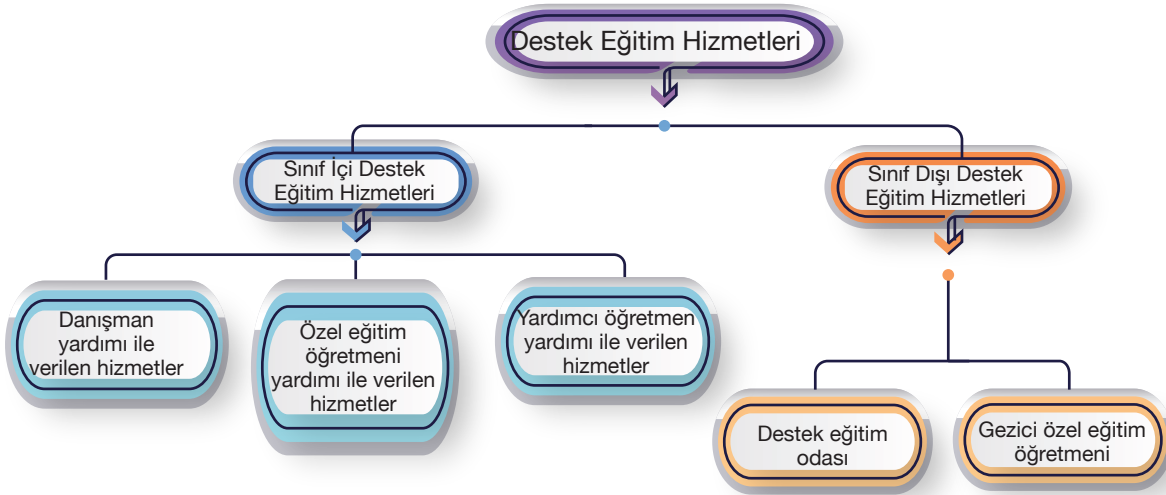 Destek Eğitim Hizmetleri
Sınıf İçi Destek
Eğitim Hizmetleri
Sınıf Dışı Destek
Eğitim Hizmetleri
Danışman
yardımı ile
verilen hizmetler
Özel eğitim
öğretmeni
yardımı ile verilen
hizmetler
Yardımcı öğretmen
yardımı ile verilen
hizmetler
Destek eğitim
odası
Gezici özel eğitim
öğretmeni